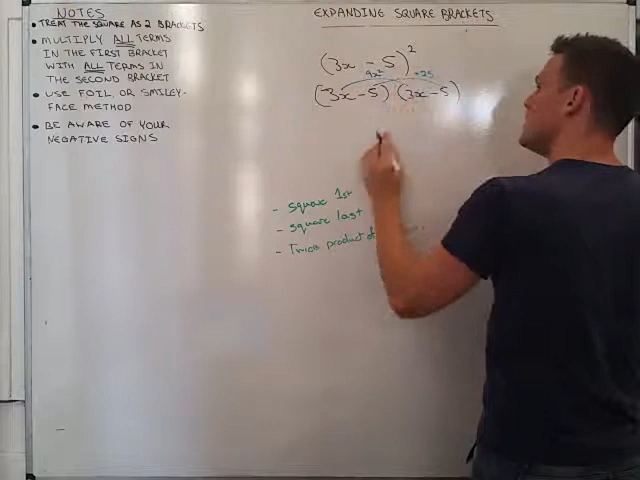 NOTES
• TREAT THE SQUARE AS 2 BRACKETS
• MULTIPLY ALL TERMS
IN THE FIRST BRACKET
WITH ALL TERMS IN
THE SECOND BRACKET
• USE FOIL OR SMILEY-
FACE METHOD
• BE AWARE OF YOUR
NEGATIVE SIGNS
EXPANDING SQUARE BRACKETS
(3x - 5)²
9x² +25
(3x - 5) (3x - 5)
- Square 1st
- square last
- Twice product of